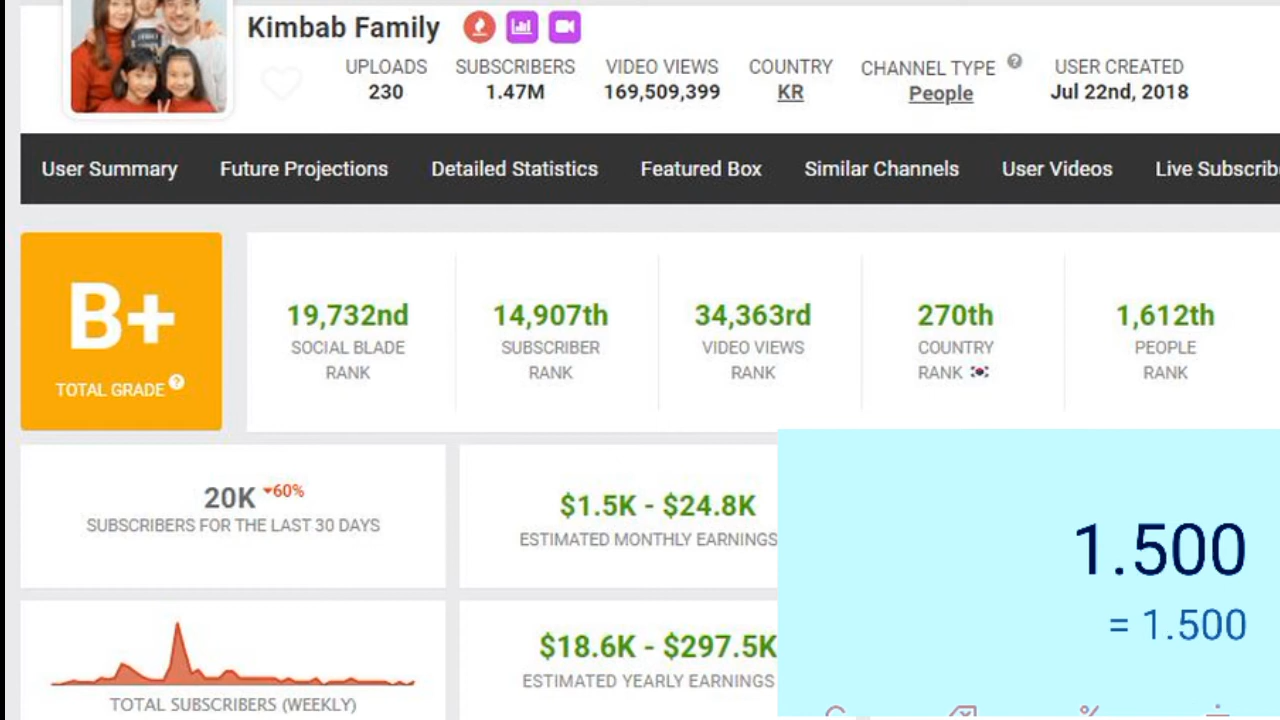 Kimbab Family
UPLOADS SUBSCRIBERS VIDEO VIEWS COUNTRY CHANNEL TYPE ? USER CREATED
230 1.47M 169,509,399 KR People Jul 22nd, 2018
User Summary Future Projections Detailed Statistics Featured Box Similar Channels User Videos Live Subscrib
B+
TOTAL GRADE ?
19,732nd 14,907th 34,363rd 270th 1,612th
SOCIAL BLADE SUBSCRIBER VIDEO VIEWS COUNTRY PEOPLE
RANK RANK RANK RANK RANK
20K 60%
SUBSCRIBERS FOR THE LAST 30 DAYS
$1.5K - $24.8K
ESTIMATED MONTHLY EARNINGS
TOTAL SUBSCRIBERS (WEEKLY)
$18.6K - $297.5K
ESTIMATED YEARLY EARNINGS
1.500
= 1.500